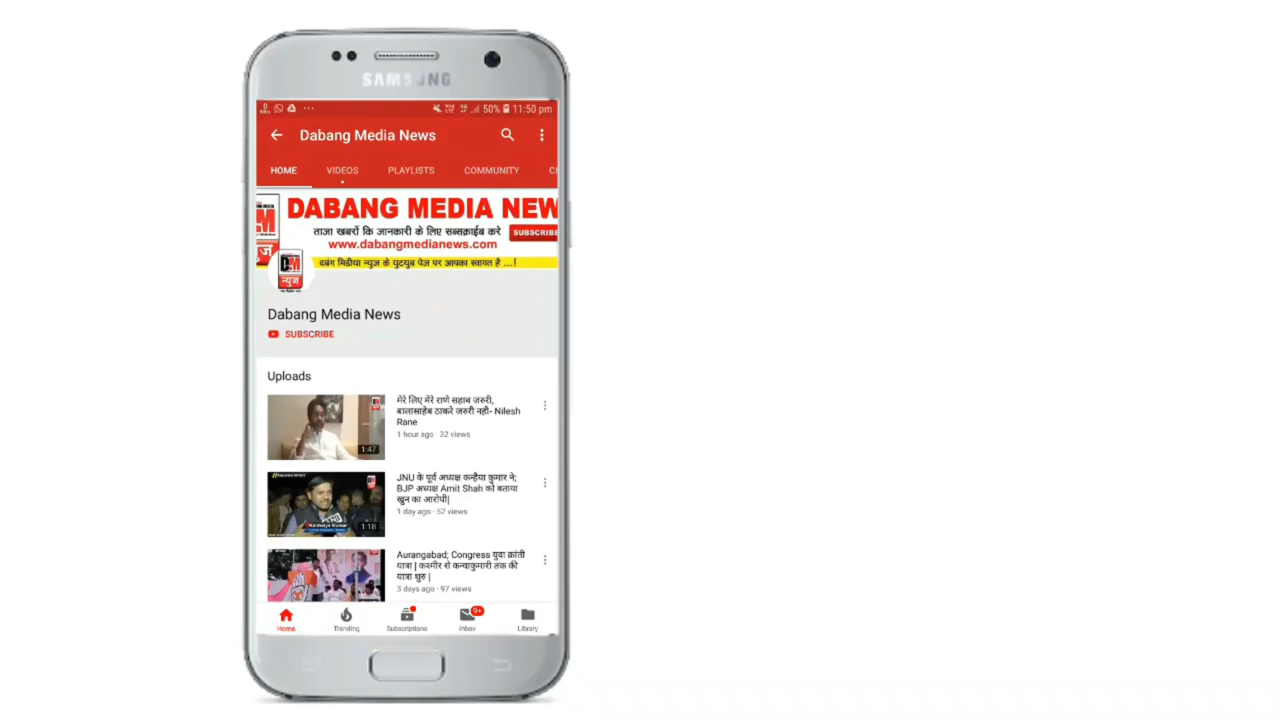 SAMSUNG
50% 11:50 pm
Dabang Media News
HOME VIDEOS PLAYLISTS COMMUNITY
DABANG MEDIA NEW
ताजा खबरों कि जानकारी के लिए सब्सक्राईब करे
SUBSCRIBE
www.dabangmedianews.com
दबंग मिडीया न्युज के युटयुब पेज पर आपका स्वागत है ...!
DM
न्युज
Dabang Media News
SUBSCRIBE
Uploads
मेरे लिए मेरे राणे सहाब जरुरी,
बालासाहेब ठाकरे जरुरी नही- Nilesh
Rane
1 hour ago · 32 views
1:47
JNU के पूर्व अध्यक्ष कन्हैया कुमार ने;
BJP अध्यक्ष Amit Shah को बताया
खुन का आरोपी|
1 day ago · 57 views
Kanhaiya Kumar
1:18
Aurangabad; Congress युवा क्रांती
यात्रा | कश्मीर से कन्याकुमारी तक की
यात्रा शुरु |
3 days ago · 97 views
9+
Home Trending Subscriptions Inbox Library